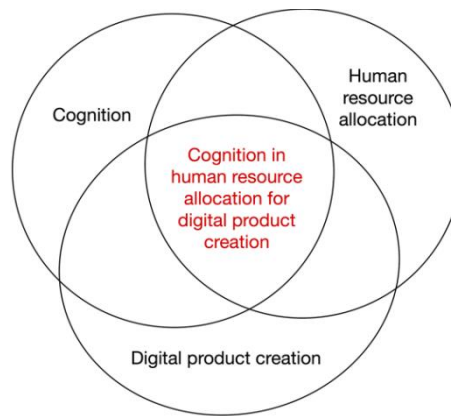 Human
resource
allocation
Cognition
Cognition in
human resource
allocation for
digital product
creation
Digital product creation